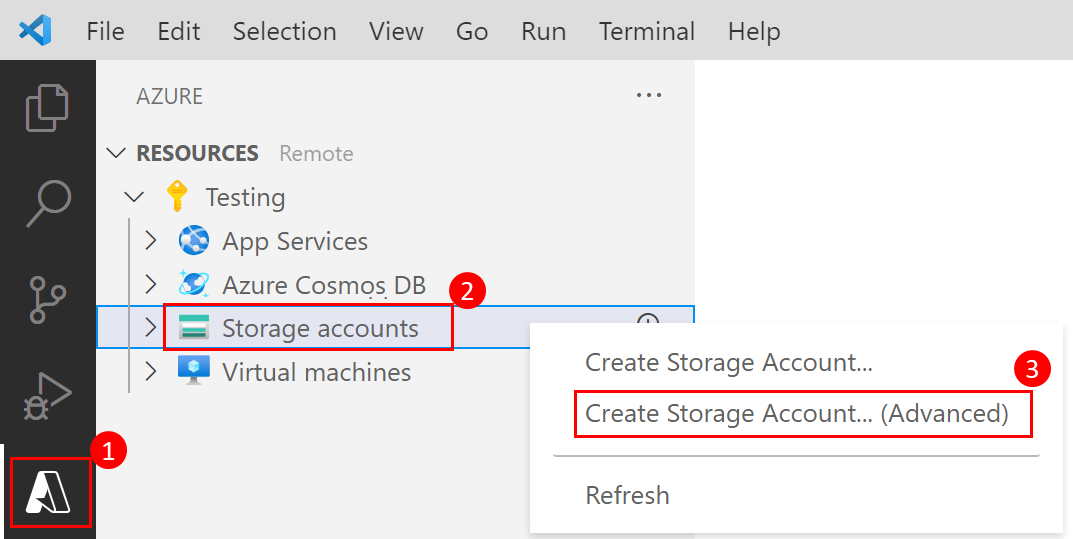 File Edit Selection View Go Run Terminal Help
AZURE ...
RESOURCES Remote
Testing
App Services
Azure Cosmos DB
2
Storage accounts
Virtual machines
Create Storage Account...
3
Create Storage Account... (Advanced)
Refresh
1